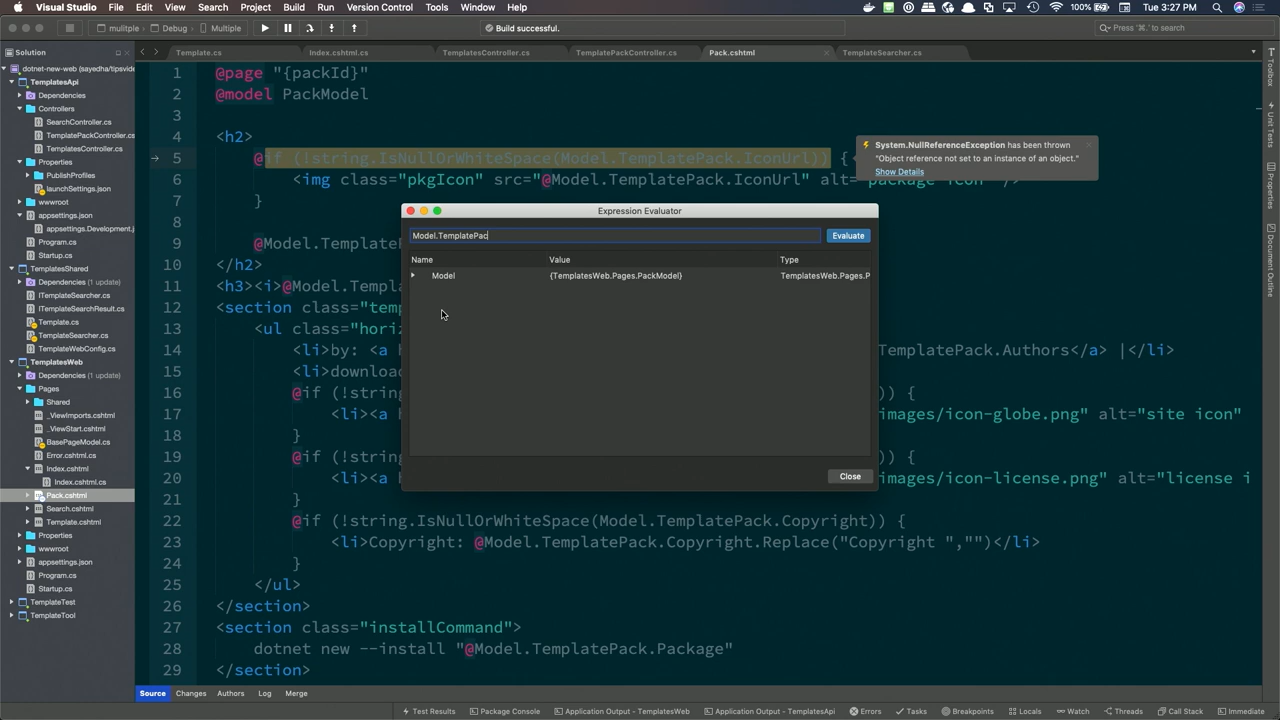 Visual Studio File Edit View Search Project Build Run Version Control Tools Window Help 100% Tue 3:27 PM
mulitple Debug Multiple Build successful. Press '⌘.' to search
Solution
Template.cs Index.cshtml.cs TemplatesController.cs TemplatePackController.cs Pack.cshtml TemplateSearcher.cs
dotnet-new-web (sayedha/tipsvide
TemplatesApi
Dependencies
Controllers
SearchController.cs
TemplatePackController.cs
TemplatesController.cs
Properties
PublishProfiles
launchSettings.json
wwwroot
appsettings.json
appsettings.Development.j
Program.cs
Startup.cs
TemplatesShared
Dependencies (1 update)
ITemplateSearcher.cs
ITemplateSearchResult.cs
Template.cs
TemplateSearcher.cs
TemplateWebConfig.cs
TemplatesWeb
Dependencies (1 update)
Pages
Shared
_ViewImports.cshtml
_ViewStart.cshtml
BasePageModel.cs
Error.cshtml.cs
Index.cshtml
Index.cshtml.cs
Pack.cshtml
Search.cshtml
Template.cshtml
Properties
wwwroot
appsettings.json
Program.cs
Startup.cs
TemplateTest
TemplateTool
1 @page "{packId}"
2 @model PackModel
3
4 <h2>
5 @if (!string.IsNullOrWhiteSpace(Model.TemplatePack.IconUrl)) {
6 <img class="pkgIcon" src="@Model.TemplatePack.IconUrl" alt="package icon" />
7 }
8
9 @Model.TemplateP
10 </h2>
11 <h3><i>@Model.Templ
12 <section class="temp
13 <ul class="horiz
14 <li>by: <a h TemplatePack.Authors</a> |</li>
15 <li>download
16 @if (!string )) {
17 <li><a h images/icon-globe.png" alt="site icon"
18 }
19 @if (!string )) {
20 <li><a h images/icon-license.png" alt="license i
21 }
22 @if (!string.IsNullOrWhiteSpace(Model.TemplatePack.Copyright)) {
23 <li>Copyright: @Model.TemplatePack.Copyright.Replace("Copyright ","")</li>
24 }
25 </ul>
26 </section>
27 <section class="installCommand">
28 dotnet new --install "@Model.TemplatePack.Package"
29 </section>
System.NullReferenceException has been thrown
"Object reference not set to an instance of an object."
Show Details
Expression Evaluator
Model.TemplatePac Evaluate
Name Value Type
Model {TemplatesWeb.Pages.PackModel} TemplatesWeb.Pages.P
Close
Toolbox
Unit Tests
Document Outline
Source Changes Authors Log Merge
Test Results Package Console Application Output - TemplatesWeb Application Output - TemplatesApi Errors Tasks Breakpoints Locals Watch Threads Call Stack Immediate